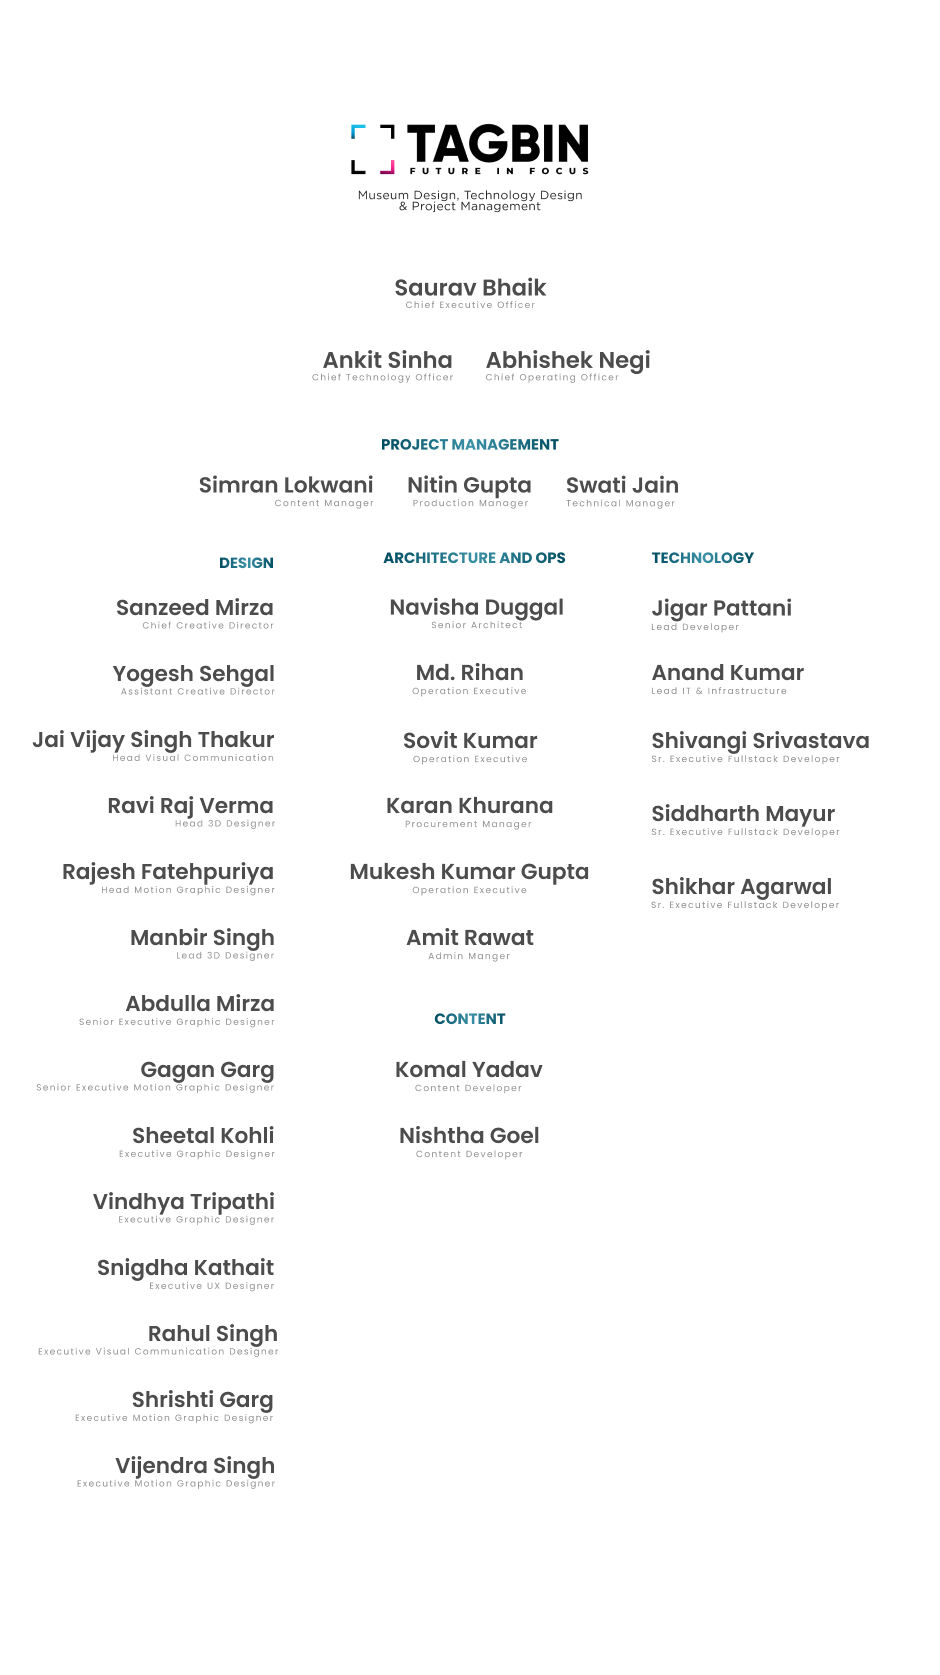 TAGBIN
FUTURE IN FOCUS
Museum Design, Technology Design
& Project Management
Saurav Bhaik
Chief Executive Officer
Ankit Sinha
Chief Technology Officer
Abhishek Negi
Chief Operating Officer
PROJECT MANAGEMENT
Simran Lokwani
Content Manager
Nitin Gupta
Production Manager
Swati Jain
Technical Manager
DESIGN
Sanzeed Mirza
Chief Creative Director
Yogesh Sehgal
Assistant Creative Director
Jai Vijay Singh Thakur
Head Visual Communication
Ravi Raj Verma
Head 3D Designer
Rajesh Fatehpuriya
Head Motion Graphic Designer
Manbir Singh
Lead 3D Designer
Abdulla Mirza
Senior Executive Graphic Designer
Gagan Garg
Senior Executive Motion Graphic Designer
Sheetal Kohli
Executive Graphic Designer
Vindhya Tripathi
Executive Graphic Designer
Snigdha Kathait
Executive UX Designer
Rahul Singh
Executive Visual Communication Designer
Shrishti Garg
Executive Motion Graphic Designer
Vijendra Singh
Executive Motion Graphic Designer
ARCHITECTURE AND OPS
Navisha Duggal
Senior Architect
Md. Rihan
Operation Executive
Sovit Kumar
Operation Executive
Karan Khurana
Procurement Manager
Mukesh Kumar Gupta
Operation Executive
Amit Rawat
Admin Manger
CONTENT
Komal Yadav
Content Developer
Nishtha Goel
Content Developer
TECHNOLOGY
Jigar Pattani
Lead Developer
Anand Kumar
Lead IT & Infrastructure
Shivangi Srivastava
Sr. Executive Fullstack Developer
Siddharth Mayur
Sr. Executive Fullstack Developer
Shikhar Agarwal
Sr. Executive Fullstack Developer